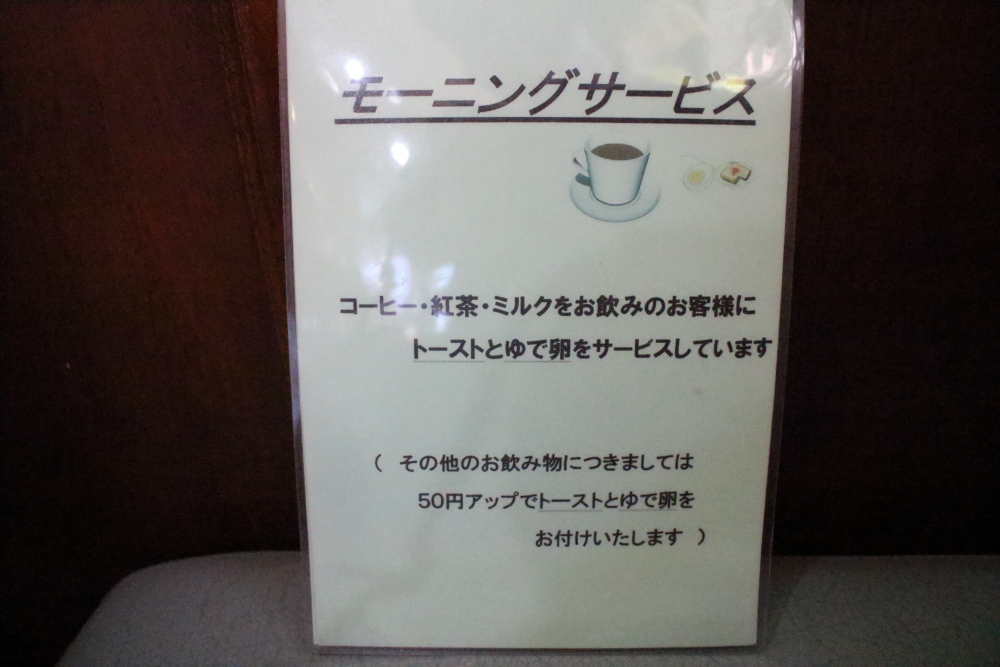 モーニングサービス
コーヒー・紅茶・ミルクをお飲みのお客様に
トーストとゆで卵をサービスしています
( その他のお飲み物につきましては
50円アップでトーストとゆで卵を
お付けいたします )